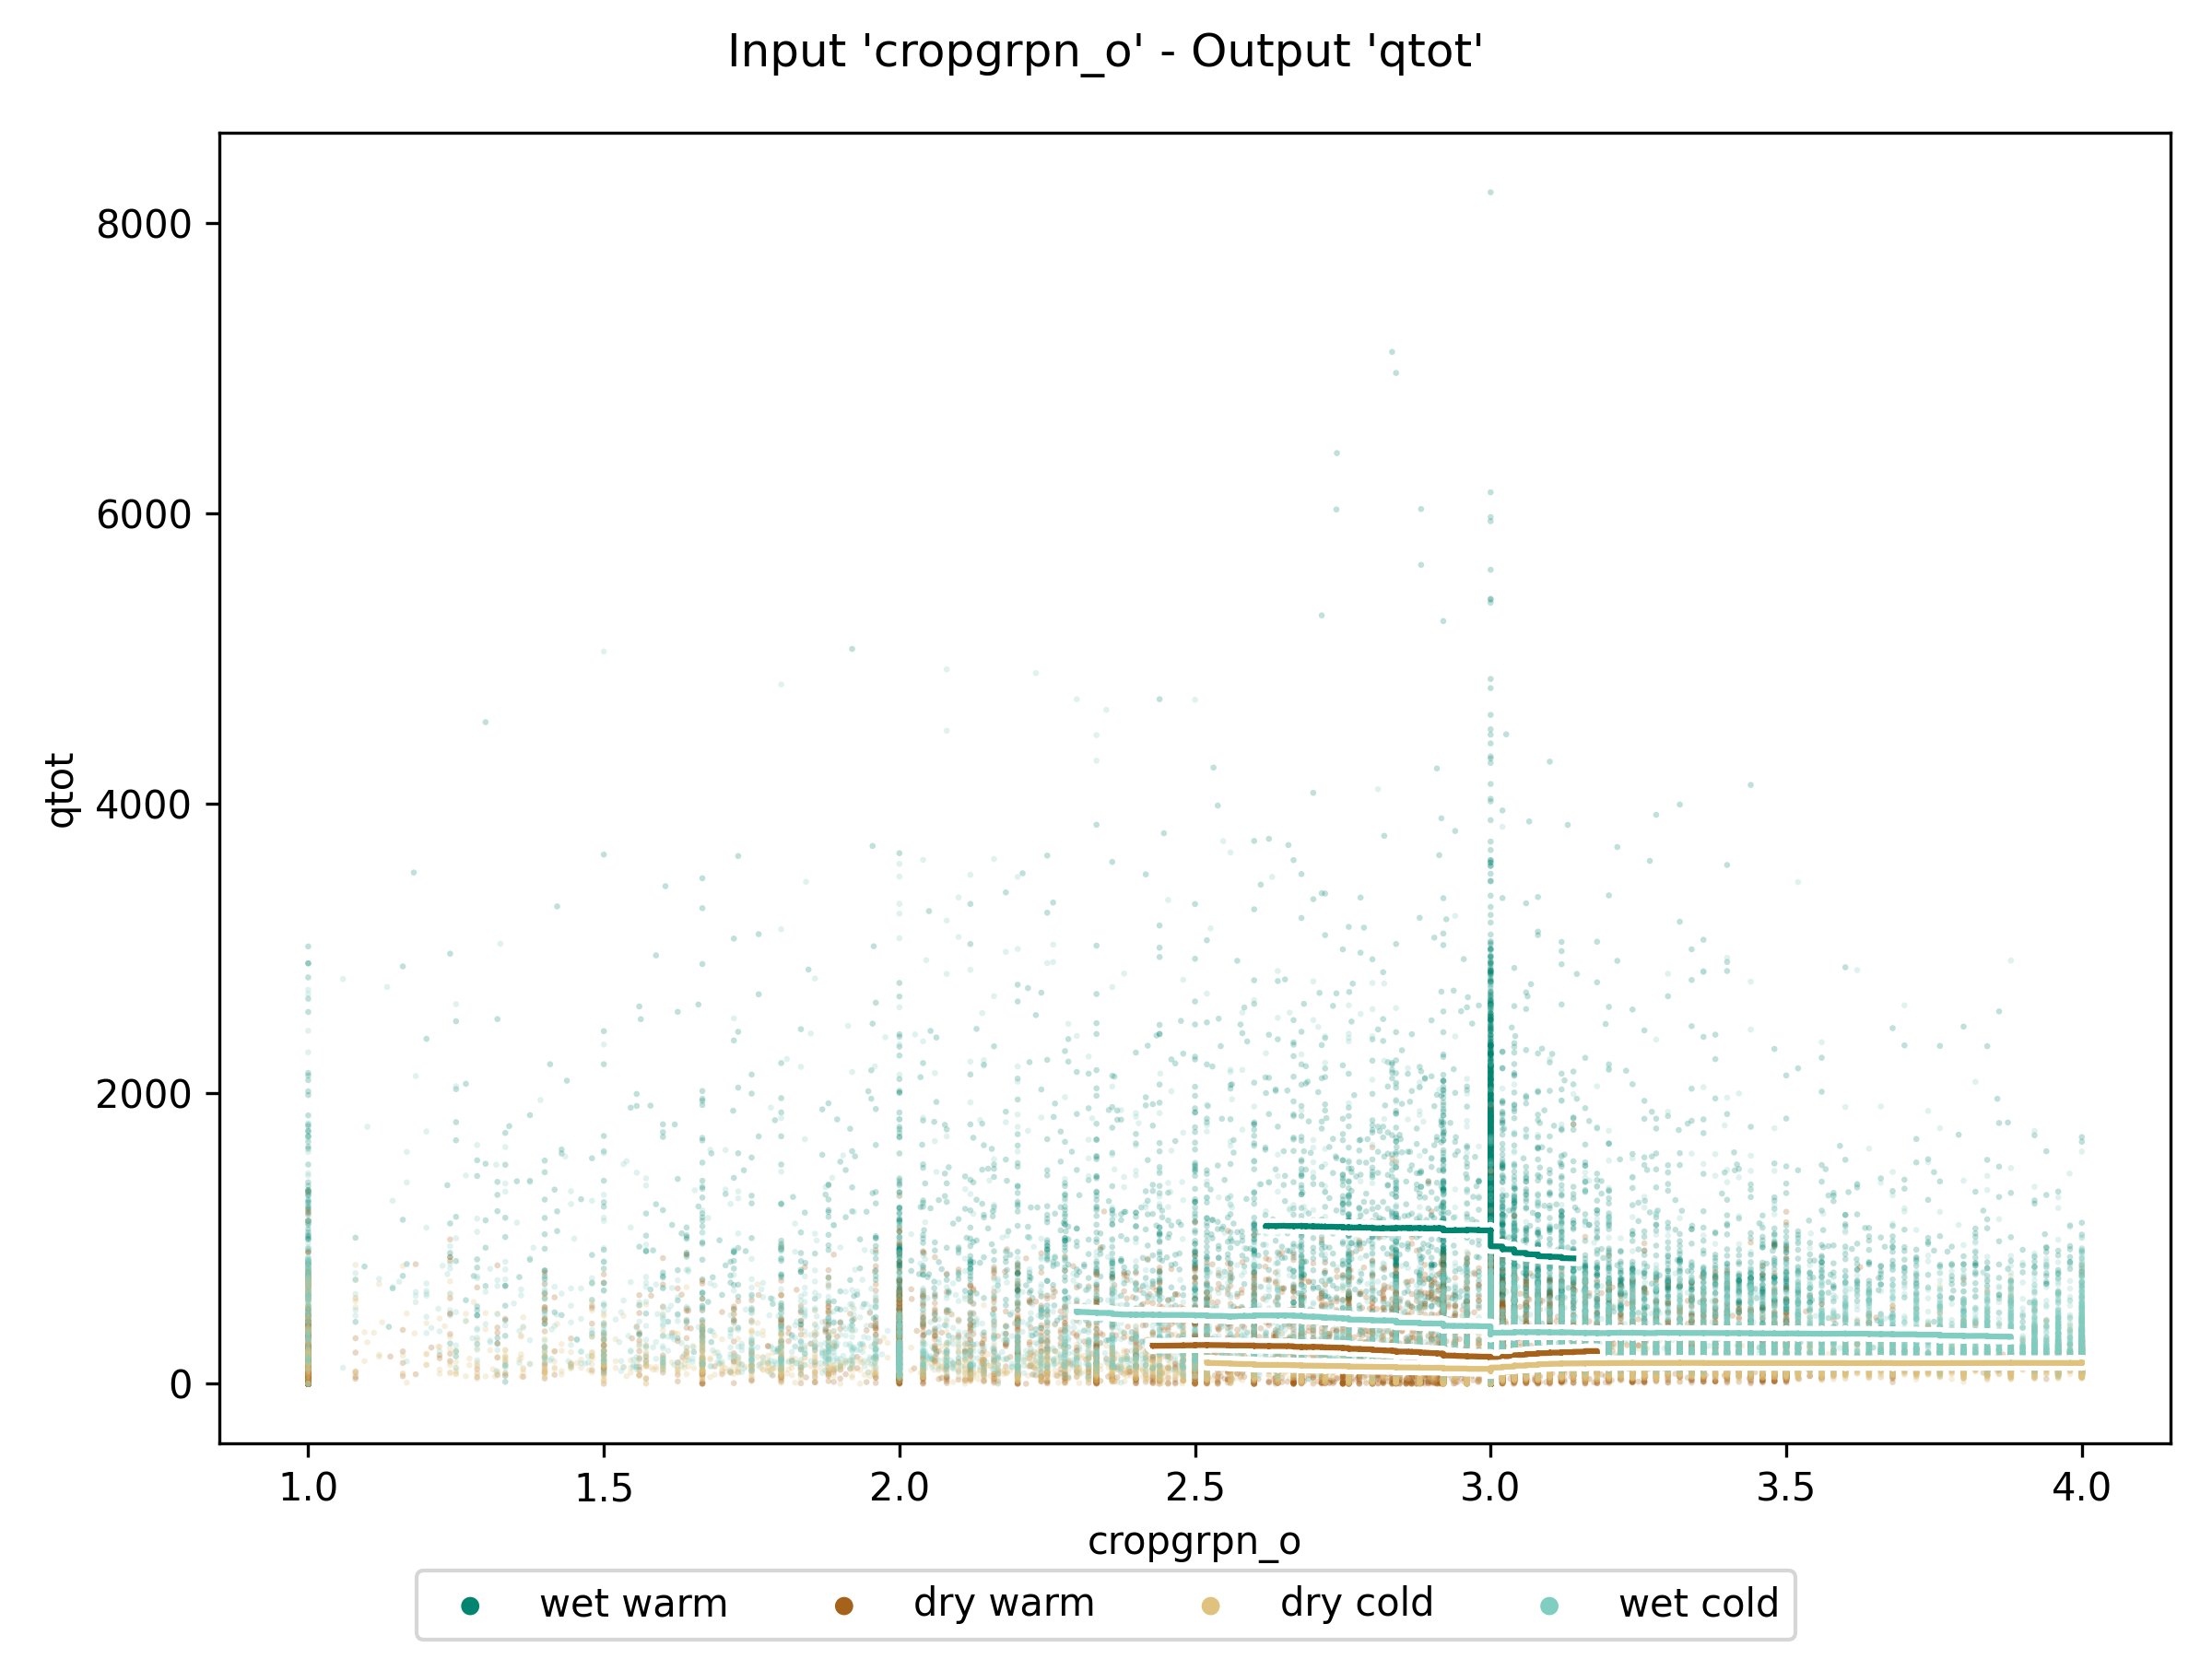 Input 'cropgrpn_o' - Output 'qtot'
8000
6000
4000
2000
0
qtot
1.0 1.5 2.0 2.5 3.0 3.5 4.0
cropgrpn_o
wet warm dry warm dry cold wet cold